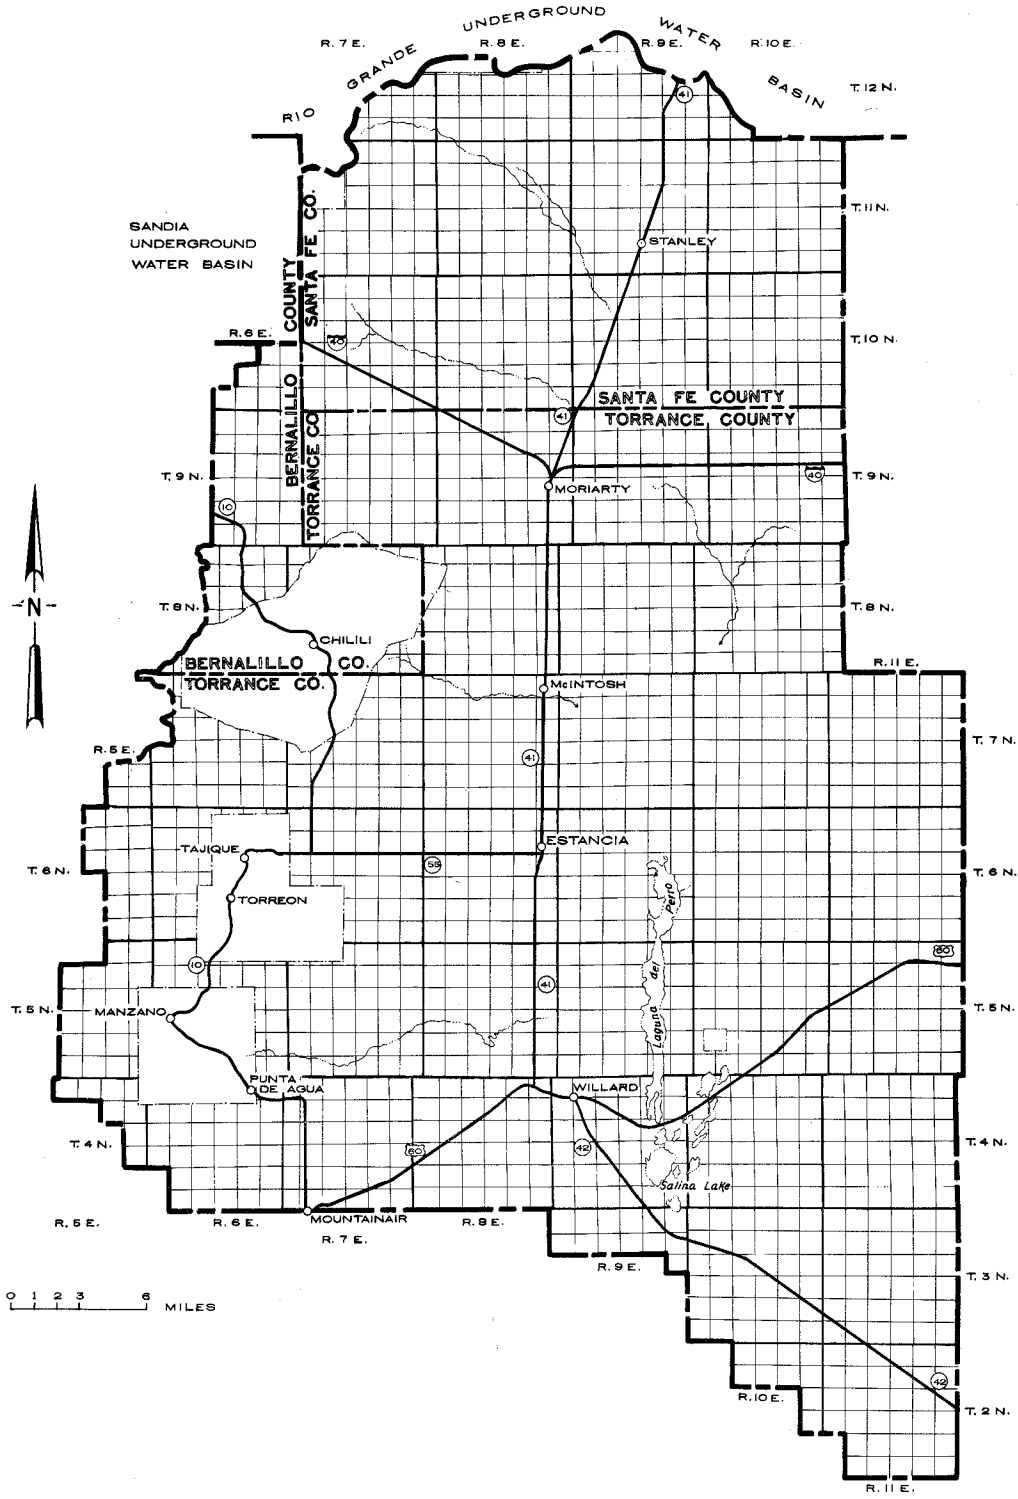 UNDERGROUND
WATER
R. 7 E.
GRANDE
R. 8 E.
R. 9 E.
R. 10 E.
RIO
BASIN
T. 12 N.
41
T. 11 N.
SANDIA
UNDERGROUND
WATER BASIN
COUNTY
SANTA FE CO.
STANLEY
R. 6 E.
40
T. 10 N.
BERNALILLO
TORRANCE CO.
41
SANTA FE COUNTY
TORRANCE COUNTY
T. 9 N.
MORIARTY
40
T. 9 N.
10
N
T. 8 N.
T. 8 N.
CHILILI
BERNALILLO CO.
TORRANCE CO.
R. 11 E.
McINTOSH
R. 5 E.
41
T. 7 N.
TAJIQUE
ESTANCIA
55
T. 6 N.
T. 6 N.
TORREON
Laguna del Perro
10
60
41
T. 5 N.
MANZANO
T. 5 N.
PUNTA
DE AGUA
WILLARD
T. 4 N.
60
42
T. 4 N.
Salina Lake
R. 5 E.
R. 6 E.
MOUNTAINAIR
R. 8 E.
R. 7 E.
R. 9 E.
T. 3 N.
0 1 2 3 6 MILES
42
R. 10 E.
T. 2 N.
R. 11 E.